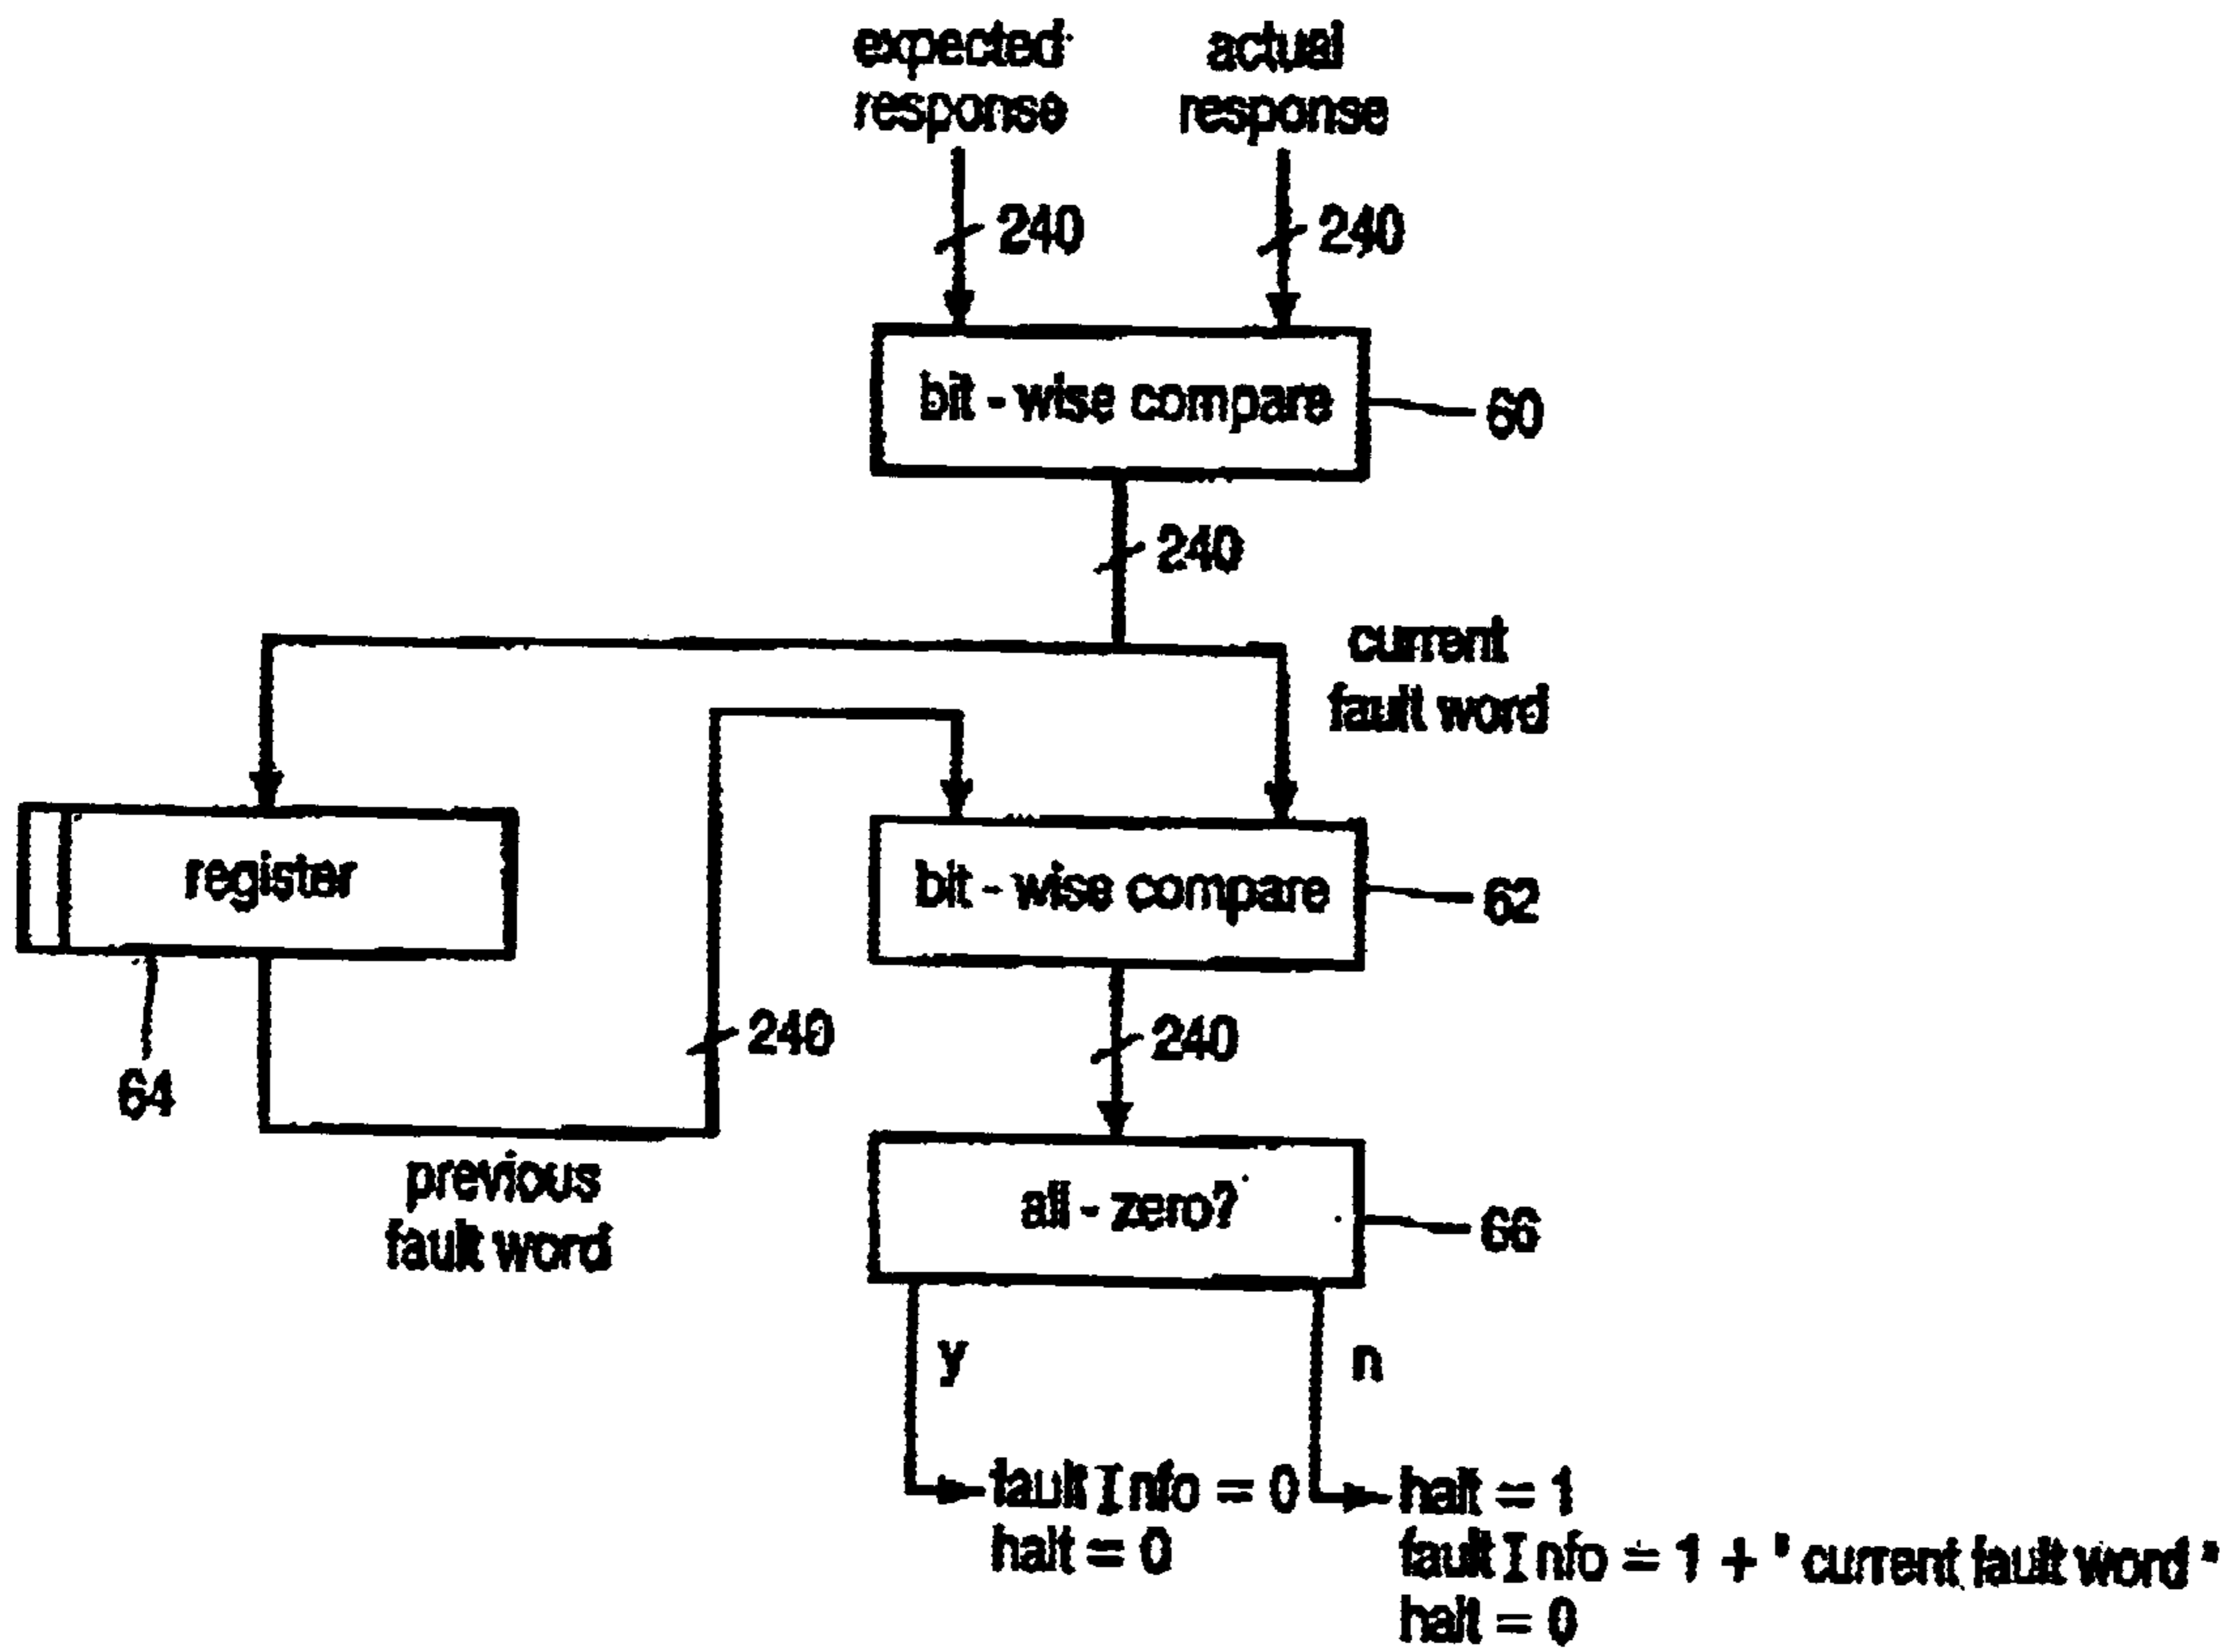 expected
response
actual
response
240
240
bit - wise compare
60
240
current
fault word
register
bit - wise compare
62
64
240
240
previous
fault word
all - zero?
66
y
n
fault Info = 0
halt = 0
halt = 1
fault Info = 1 + "current fault word"
halt = 0